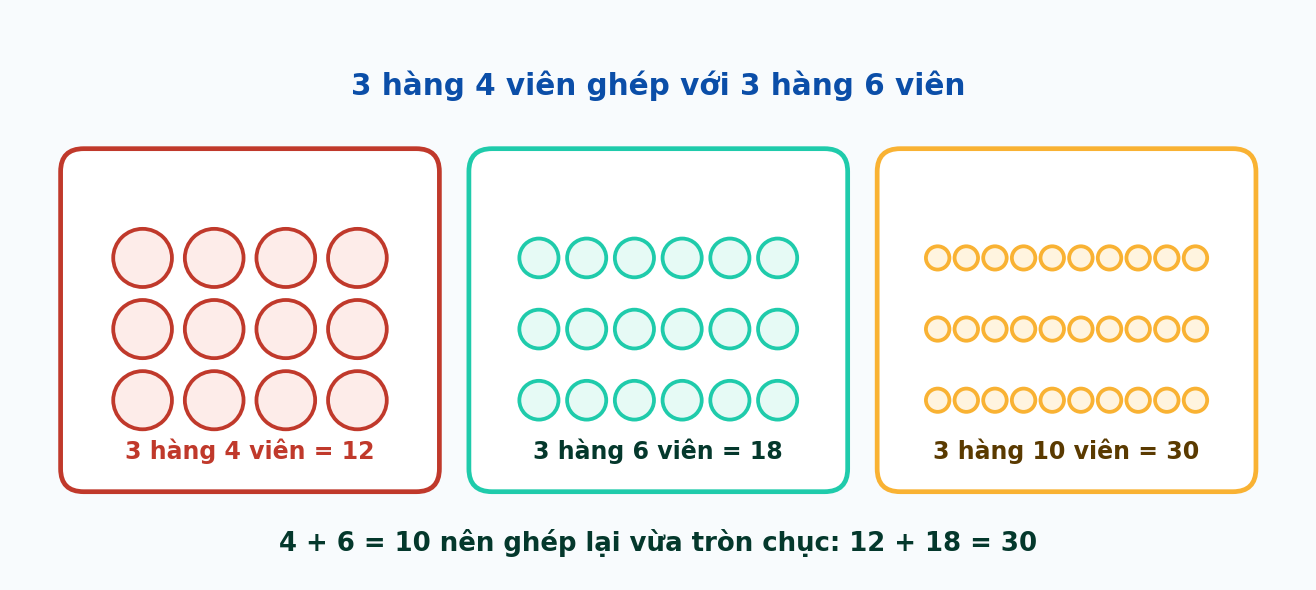 3 hàng 4 viên ghép với 3 hàng 6 viên
3 hàng 4 viên = 12
3 hàng 6 viên = 18
3 hàng 10 viên = 30
4 + 6 = 10 nên ghép lại vừa tròn chục: 12 + 18 = 30